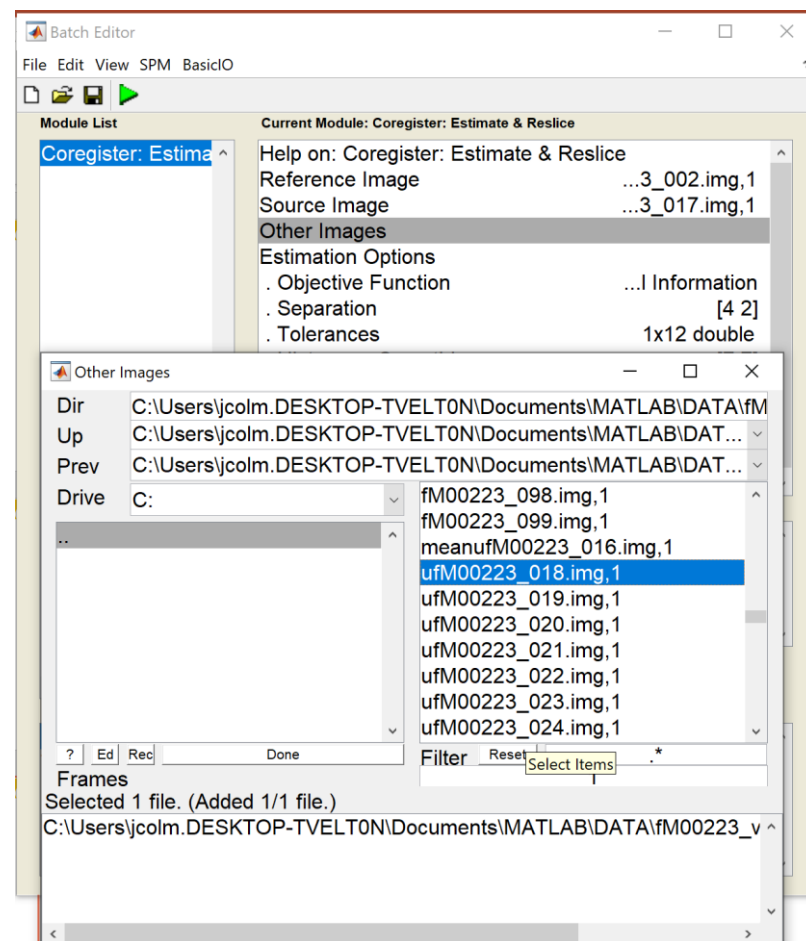 Batch Editor
File Edit View SPM BasicIO
Module List
Current Module: Coregister: Estimate & Reslice
Coregister: Estima
Help on: Coregister: Estimate & Reslice
Reference Image ...3_002.img,1
Source Image ...3_017.img,1
Other Images
Estimation Options
. Objective Function ...l Information
. Separation [4 2]
. Tolerances 1x12 double
Other Images
Dir C:\Users\jcolm.DESKTOP-TVELT0N\Documents\MATLAB\DATA\fM
Up C:\Users\jcolm.DESKTOP-TVELT0N\Documents\MATLAB\DAT...
Prev C:\Users\jcolm.DESKTOP-TVELT0N\Documents\MATLAB\DAT...
Drive C:
..
fM00223_098.img,1
fM00223_099.img,1
meanufM00223_016.img,1
ufM00223_018.img,1
ufM00223_019.img,1
ufM00223_020.img,1
ufM00223_021.img,1
ufM00223_022.img,1
ufM00223_023.img,1
ufM00223_024.img,1
? Ed Rec Done
Filter Reset .*
Select Items
Frames
Selected 1 file. (Added 1/1 file.)
C:\Users\jcolm.DESKTOP-TVELT0N\Documents\MATLAB\DATA\fM00223_v